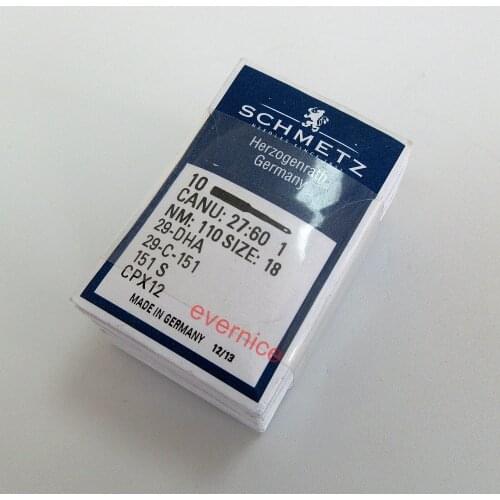 SCHMETZ
Herzogenrath
Germany
10
CANU: 27:60 1
NM: 110 SIZE: 18
29-DHA
29-C-151
151 S
CPX12
MADE IN GERMANY 12/13
evernice